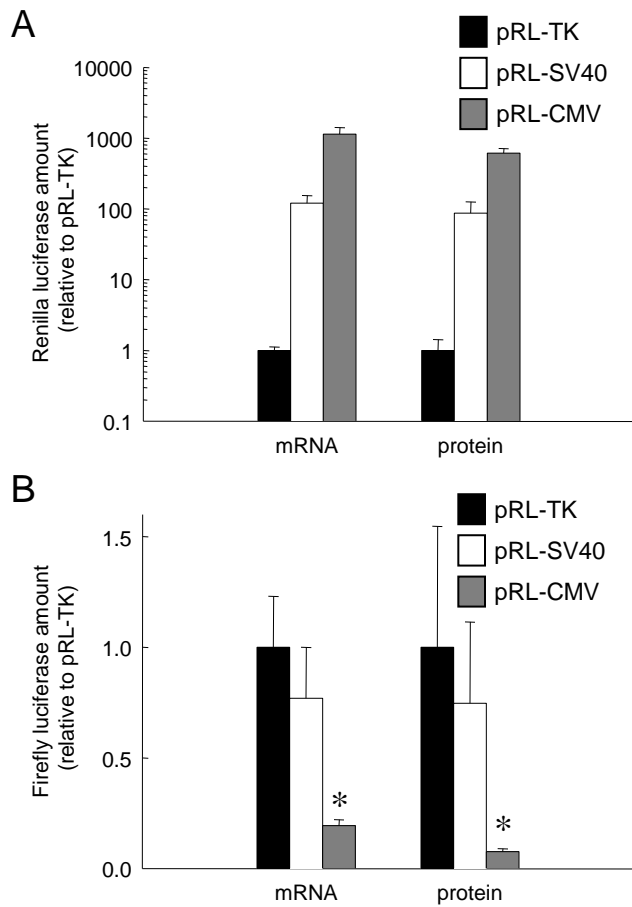 A
pRL-TK
pRL-SV40
pRL-CMV
Renilla luciferase amount
(relative to pRL-TK)
10000
1000
100
10
1
0.1
mRNA
protein
B
pRL-TK
pRL-SV40
pRL-CMV
Firefly luciferase amount
(relative to pRL-TK)
1.5
1.0
0.5
0.0
*
*
mRNA
protein